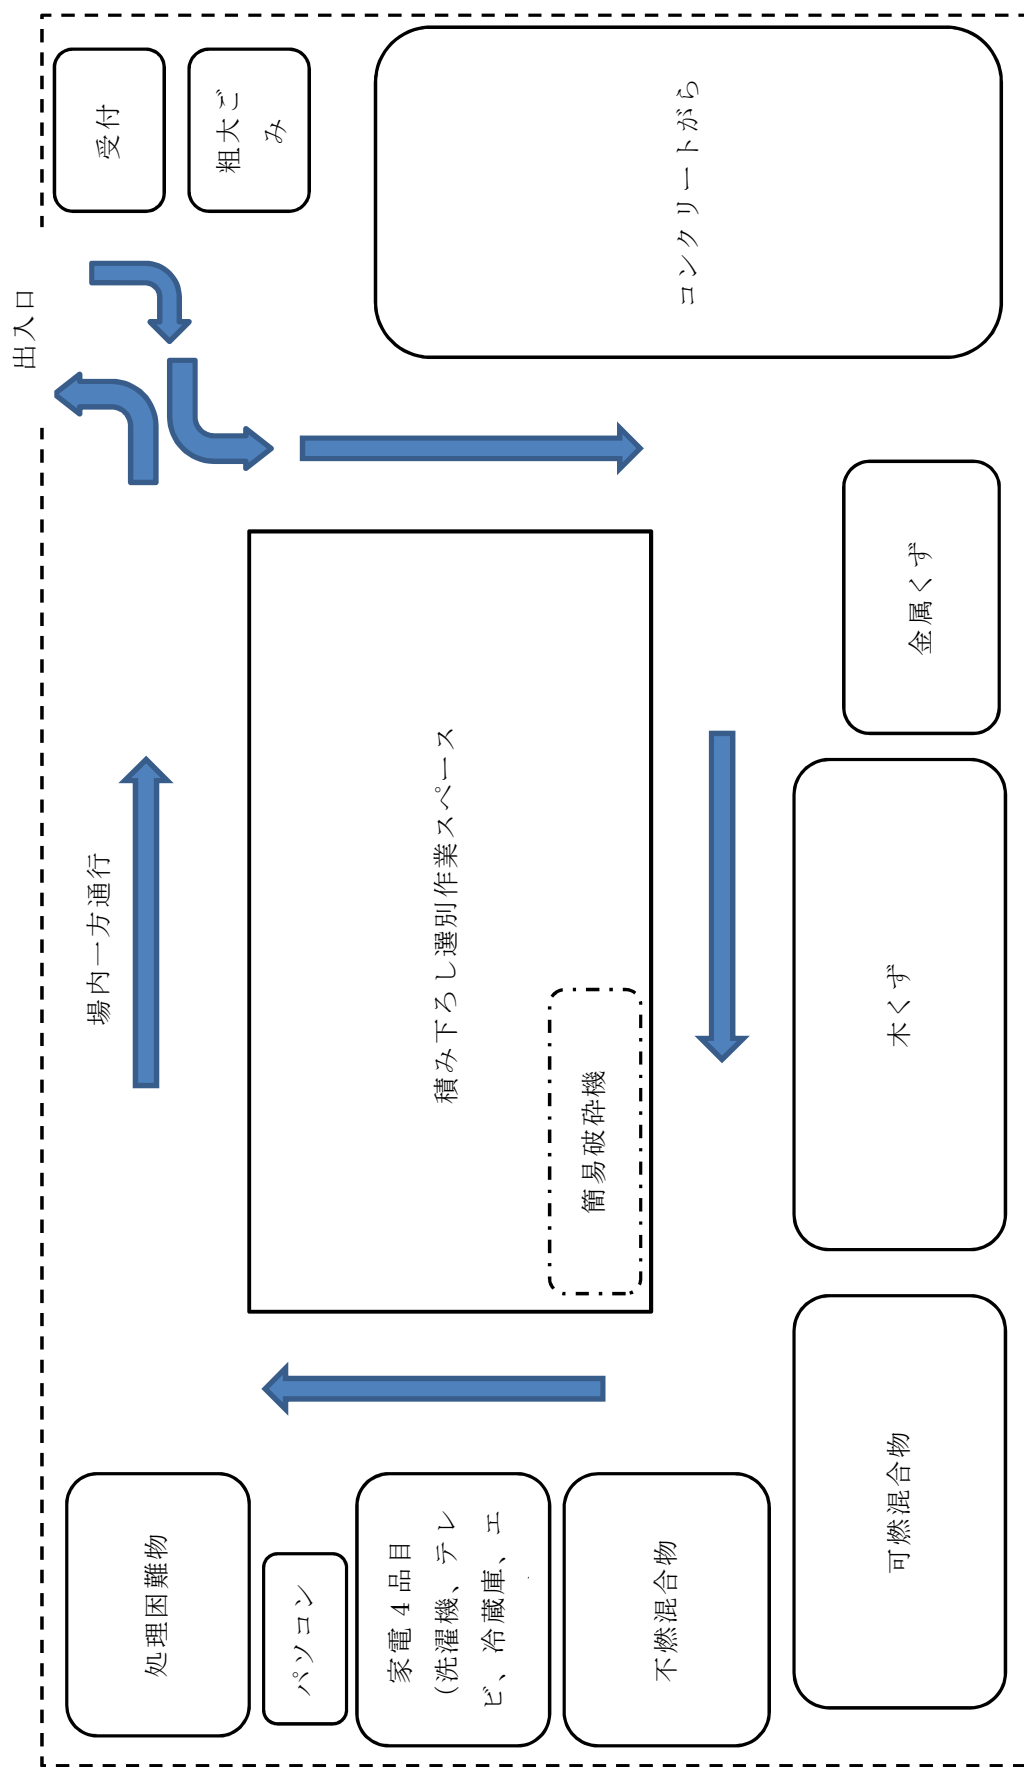 出入口
場内一方通行
受付
処理困難物
粗大ご
み
パソコン
家電４品目
(洗濯機、テレ
ビ、冷蔵庫、エ
積み下ろし選別作業スペース
簡易破砕機
不燃混合物
コンクリートがら
可燃混合物
木くず
金属くず